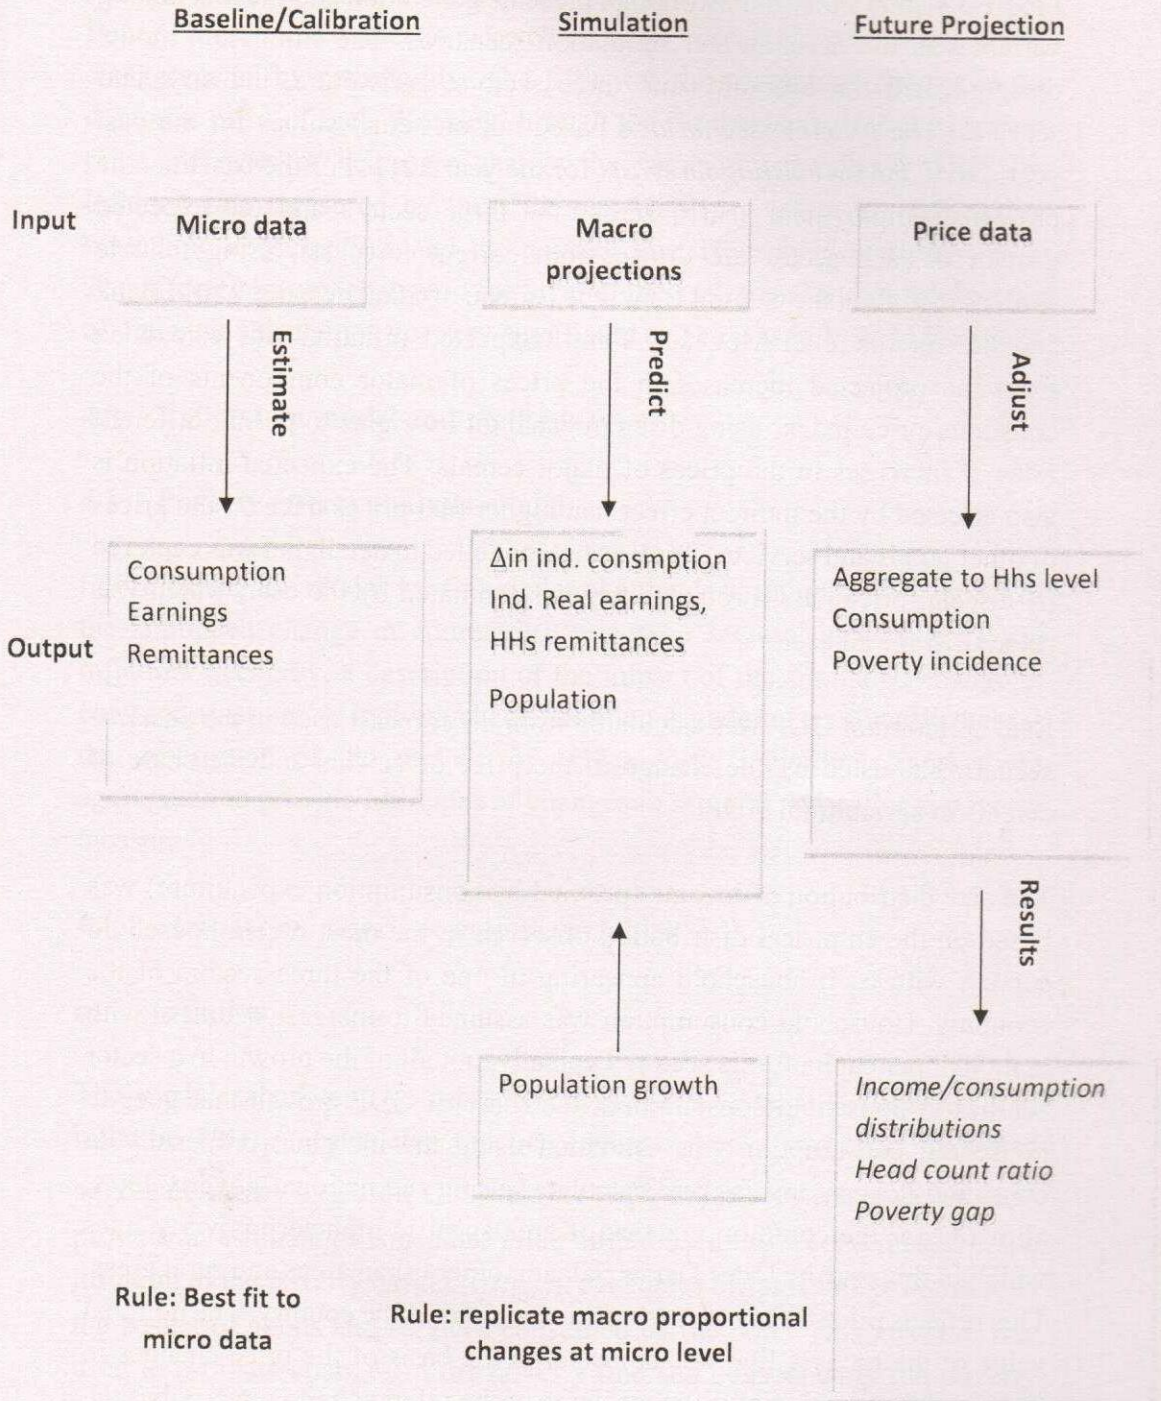 Baseline/Calibration
Simulation
Future Projection
Input
Micro data
Macro
projections
Price data
Estimate
Predict
Adjust
Output
Consumption
Earnings
Remittances
Δin ind. consmption
Ind. Real earnings,
HHs remittances
Population
Aggregate to Hhs level
Consumption
Poverty incidence
Results
Population growth
Income/consumption
distributions
Head count ratio
Poverty gap
Rule: Best fit to
micro data
Rule: replicate macro proportional
changes at micro level